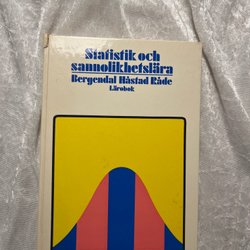 Statistik och
sannolikhetslära
Bergendal Håstad Råde
Lärobok